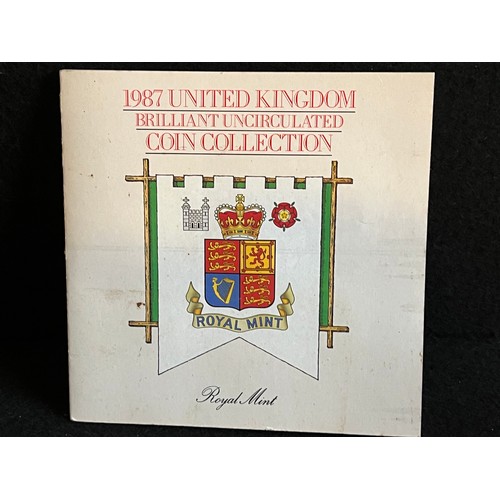 1987 UNITED KINGDOM
BRILLIANT UNCIRCULATED
COIN COLLECTION
ROYAL MINT
Royal Mint